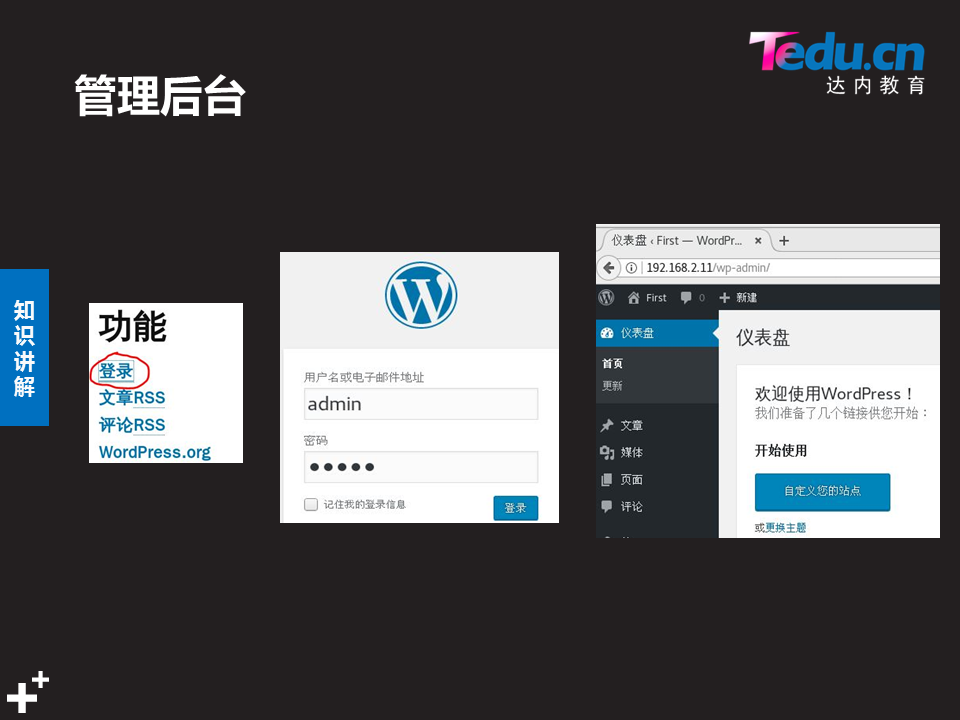 Tedu.cn
达内教育
管理后台
知识讲解
功能
登录
文章RSS
评论RSS
WordPress.org
用户名或电子邮件地址
admin
密码
记住我的登录信息
登录
仪表盘 ‹ First — WordPr...
192.168.2.11/wp-admin/
First 0 新建
仪表盘
首页
更新
文章
媒体
页面
评论
仪表盘
欢迎使用WordPress！
我们准备了几个链接供您开始：
开始使用
自定义您的站点
或更换主题